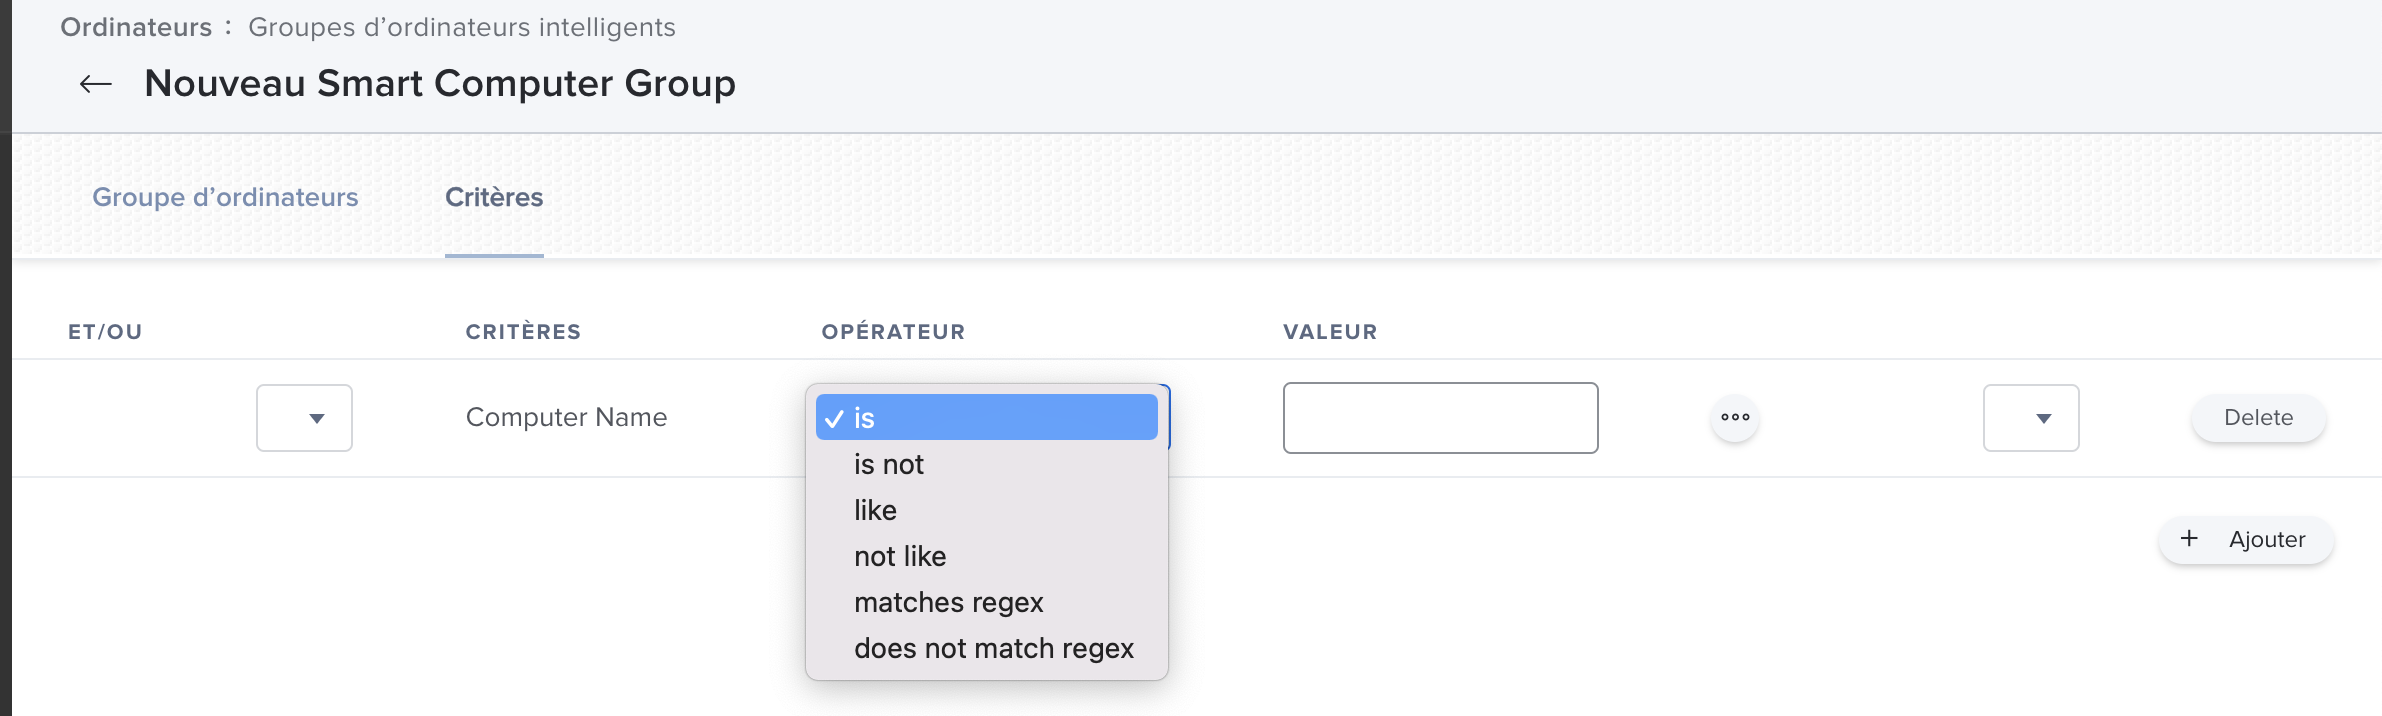 Ordinateurs : Groupes d’ordinateurs intelligents
← Nouveau Smart Computer Group
Groupe d’ordinateurs Critères
ET/OU CRITÈRES OPÉRATEUR VALEUR
Computer Name ✓ is Delete
is not
like
not like
matches regex
does not match regex
+ Ajouter